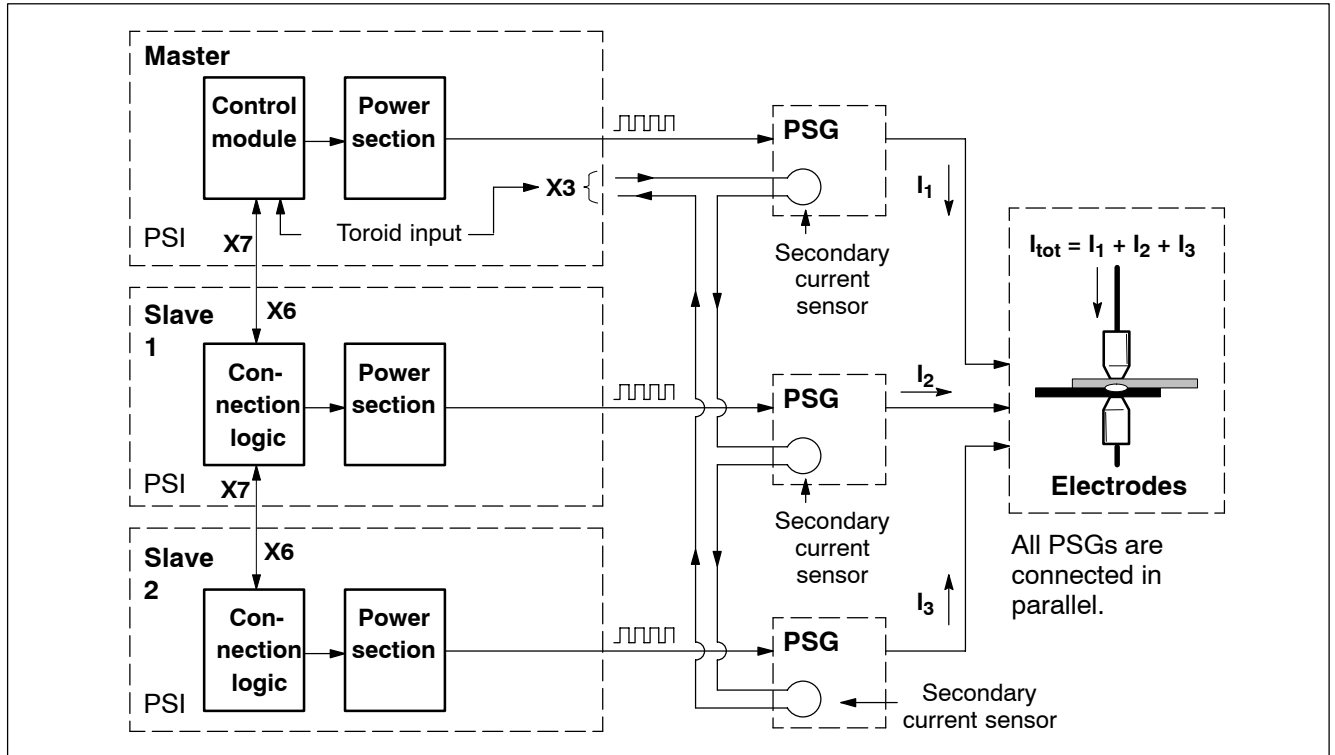 Master
Control
module
Power
section
PSI
X7
Toroid input
X3
PSG
Secondary
current
sensor
I1
Slave
1
X6
Con-
nection
logic
Power
section
PSI
X7
PSG
Secondary
current
sensor
I2
Slave
2
X6
Con-
nection
logic
Power
section
PSI
PSG
Secondary
current sensor
I3
Itot = I1 + I2 + I3
Electrodes
All PSGs are
connected in
parallel.